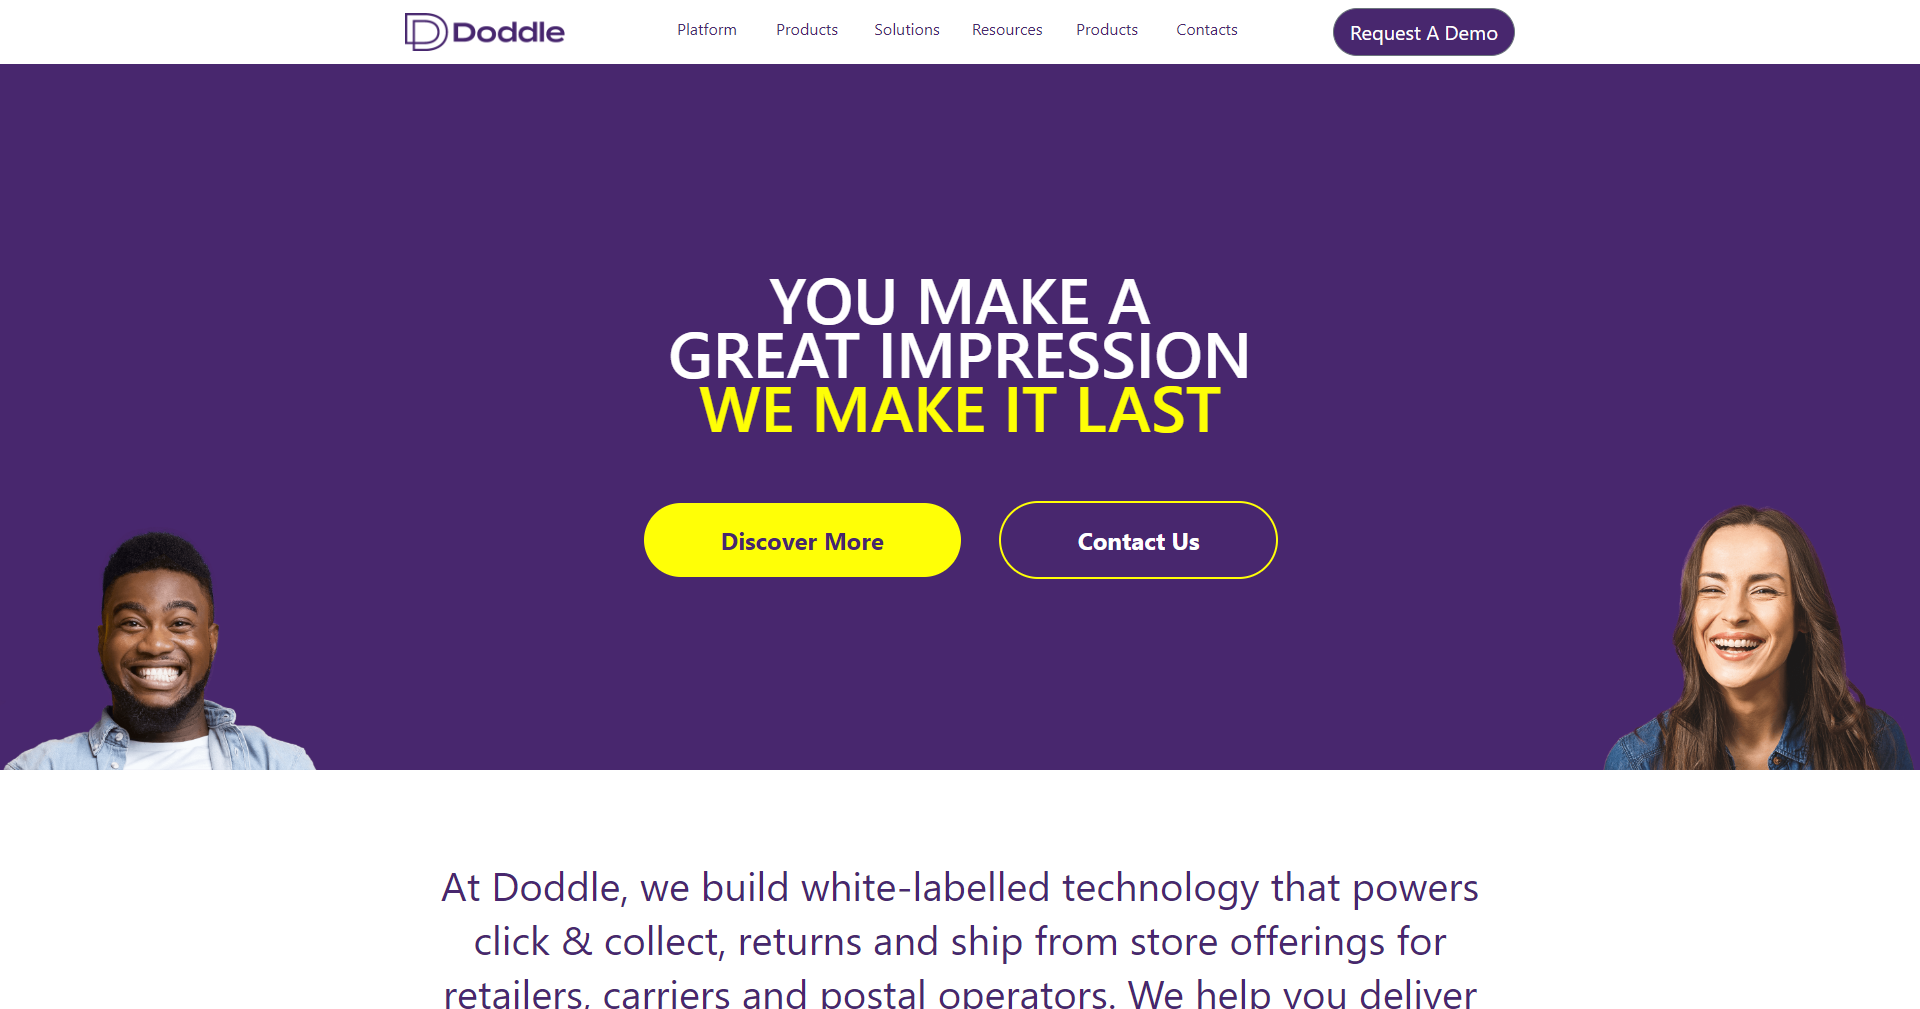 Doddle
Platform
Products
Solutions
Resources
Products
Contacts
Request A Demo
YOU MAKE A
GREAT IMPRESSION
WE MAKE IT LAST
Discover More
Contact Us
At Doddle, we build white-labelled technology that powers
click & collect, returns and ship from store offerings for
retailers, carriers and postal operators. We help you deliver